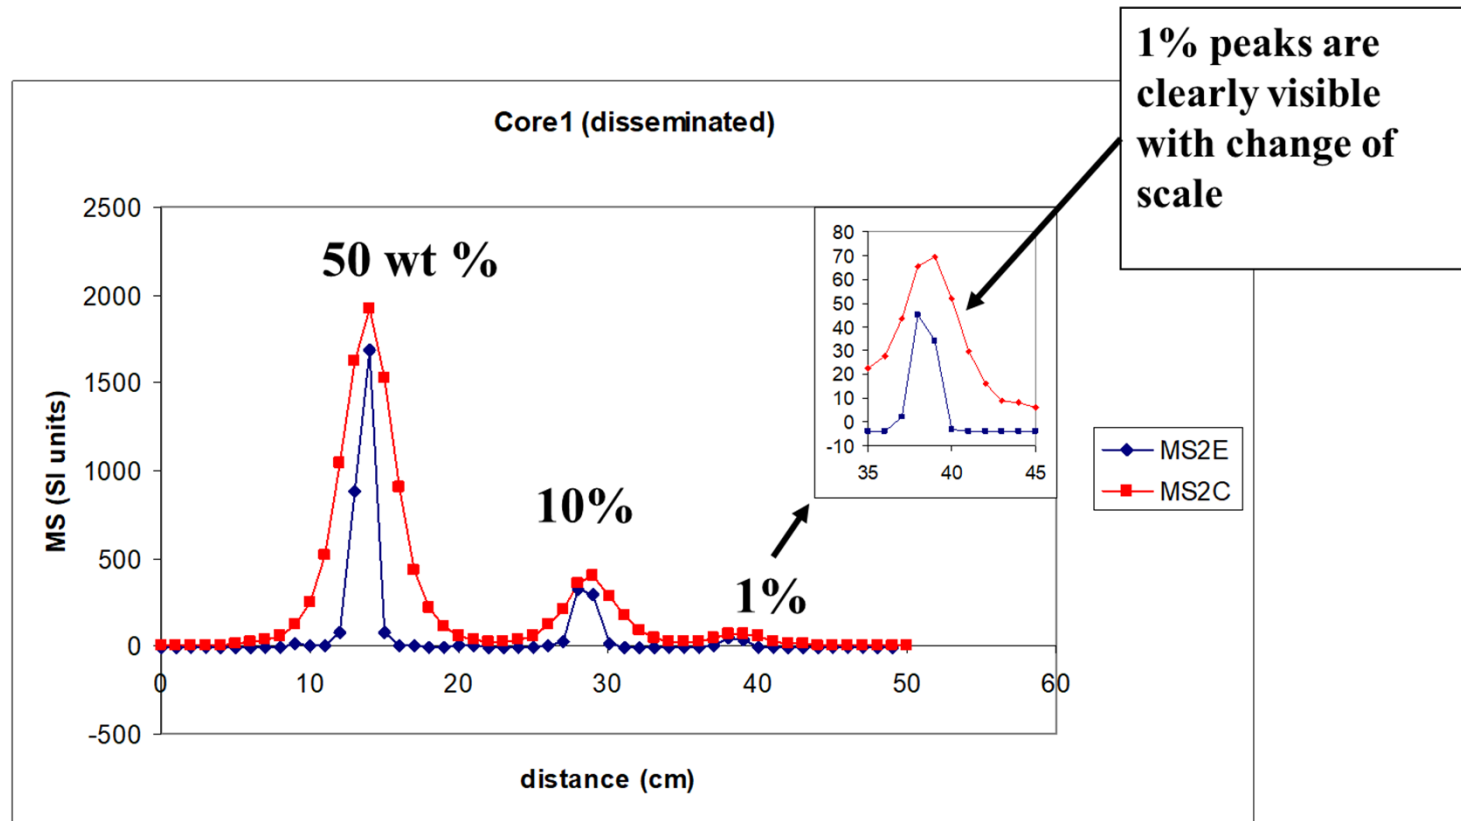 1% peaks are
clearly visible
with change of
scale
Core1 (disseminated)
2500
2000
1500
1000
500
0
-500
MS (SI units)
50 wt %
10%
1%
80
70
60
50
40
30
20
10
0
-10
35 40 45
MS2E
MS2C
0 10 20 30 40 50 60
distance (cm)